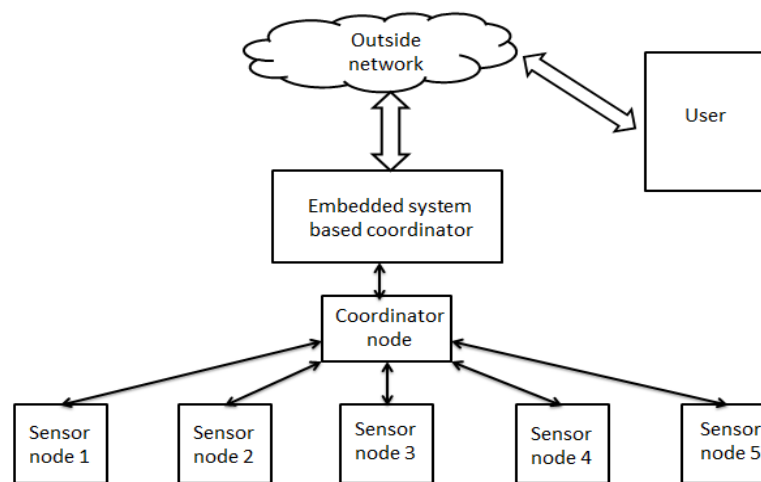 Outside
network
User
Embedded system
based coordinator
Coordinator
node
Sensor
node 1
Sensor
node 2
Sensor
node 3
Sensor
node 4
Sensor
node 5